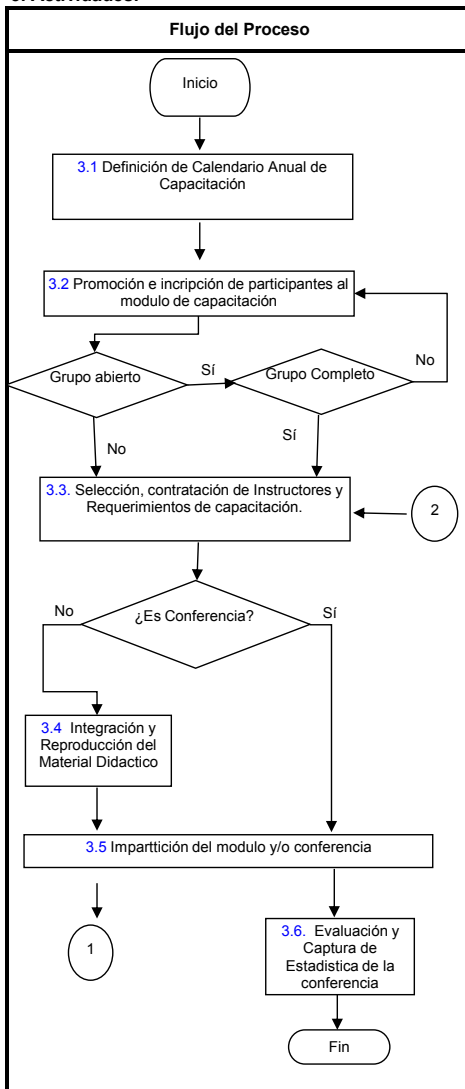 Flujo del Proceso
Inicio
3.1 Definición de Calendario Anual de
Capacitación
3.2 Promoción e incripción de participantes al
modulo de capacitación
Grupo abierto
Sí
Grupo Completo
No
No
Sí
3.3. Selección, contratación de Instructores y
Requerimientos de capacitación.
2
No
¿Es Conferencia?
Sí
3.4 Integración y
Reproducción del
Material Didactico
3.5 Imparttición del modulo y/o conferencia
1
3.6. Evaluación y
Captura de
Estadistica de la
conferencia
Fin